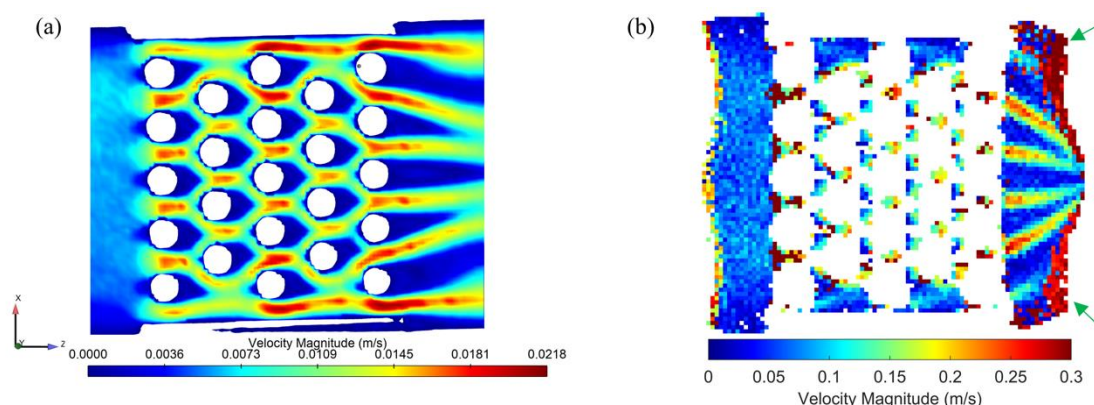 (a)
(b)
X
Y
Z
Velocity Magnitude (m/s)
0.0000 0.0036 0.0073 0.0109 0.0145 0.0181 0.0218
0 0.05 0.1 0.15 0.2 0.25 0.3
Velocity Magnitude (m/s)